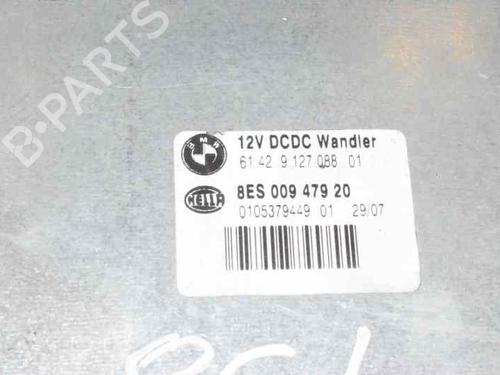 B-PARTS
BMW
12V DCDC Wandler
61 42 9 127 088 01
HELLA
8ES 009 479 20
0105379449 01 29/07